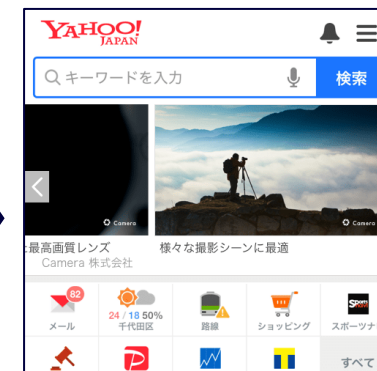 YAHOO!
JAPAN
キーワードを入力
検索
Camera
Camera
最高画質レンズ
様々な撮影シーンに最適
Camera 株式会社
82
24 / 18 50%
メール
千代田区
路線
ショッピング
スポーツナ
すべて